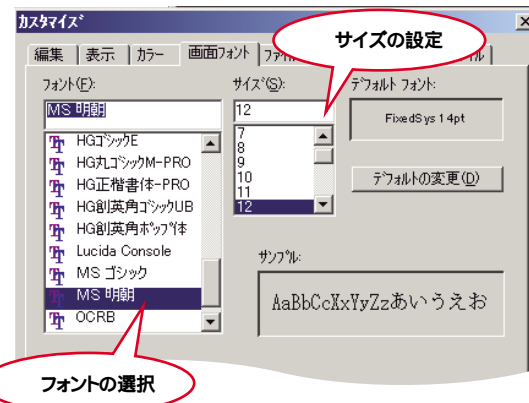 カスタマイズ
サイズの設定
編集 表示 カラー 画面フォント
フォント(F):
サイズ(S):
デフォルト フォント:
MS 明朝
12
FixedSys 14pt
HGゴシックE
HG丸ゴシックM-PRO
HG正楷書体-PRO
HG創英角ゴシックUB
HG創英角ポップ体
Lucida Console
MS ゴシック
MS 明朝
OCRB
7
8
9
10
11
12
デフォルトの変更(D)
サンプル:
AaBbCcXxYyZzあいうえお
フォントの選択